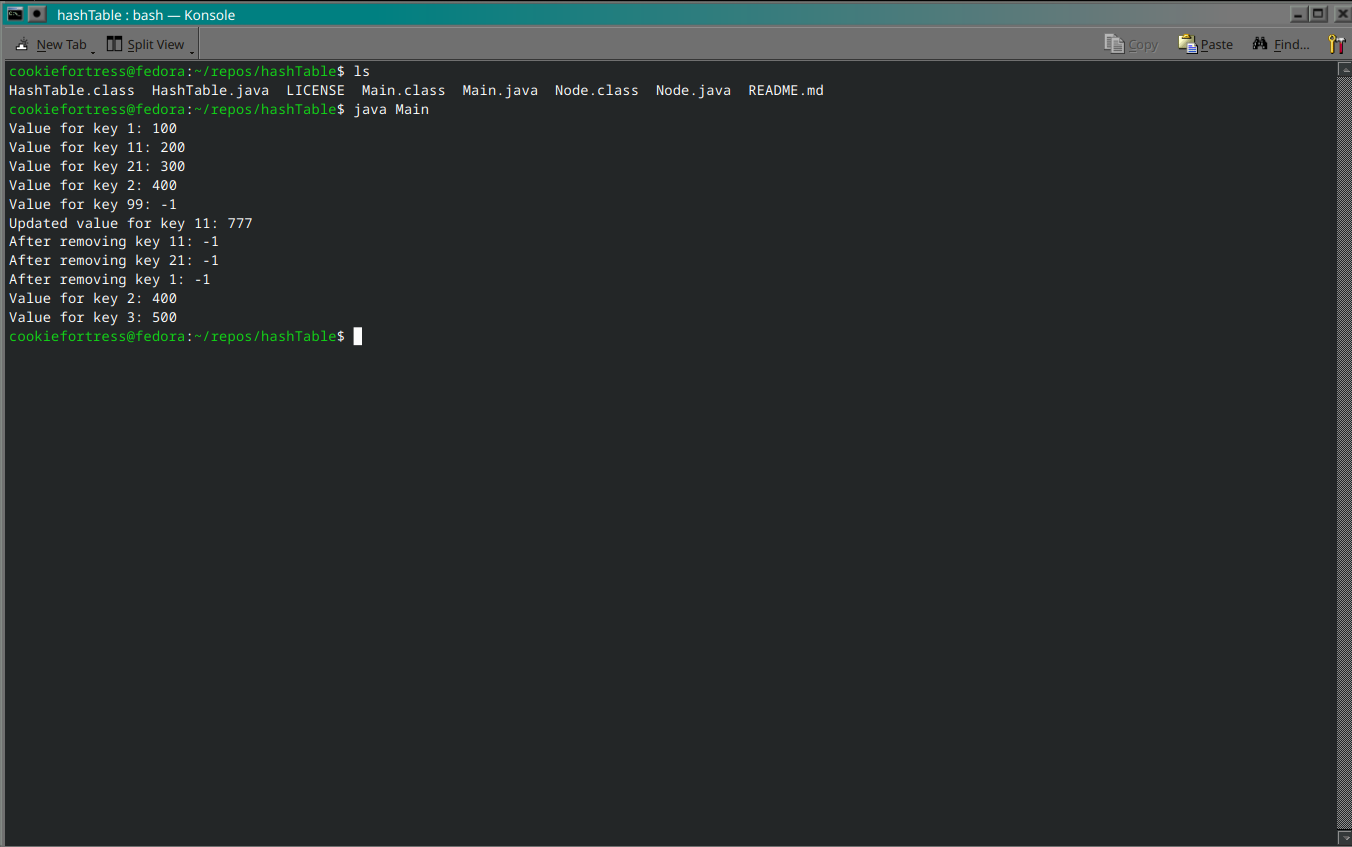 hashTable : bash — Konsole
New Tab Split View Copy Paste Find...
cookiefortress@fedora:~/repos/hashTable$ ls
HashTable.class  HashTable.java  LICENSE  Main.class  Main.java  Node.class  Node.java  README.md
cookiefortress@fedora:~/repos/hashTable$ java Main
Value for key 1: 100
Value for key 11: 200
Value for key 21: 300
Value for key 2: 400
Value for key 99: -1
Updated value for key 11: 777
After removing key 11: -1
After removing key 21: -1
After removing key 1: -1
Value for key 2: 400
Value for key 3: 500
cookiefortress@fedora:~/repos/hashTable$